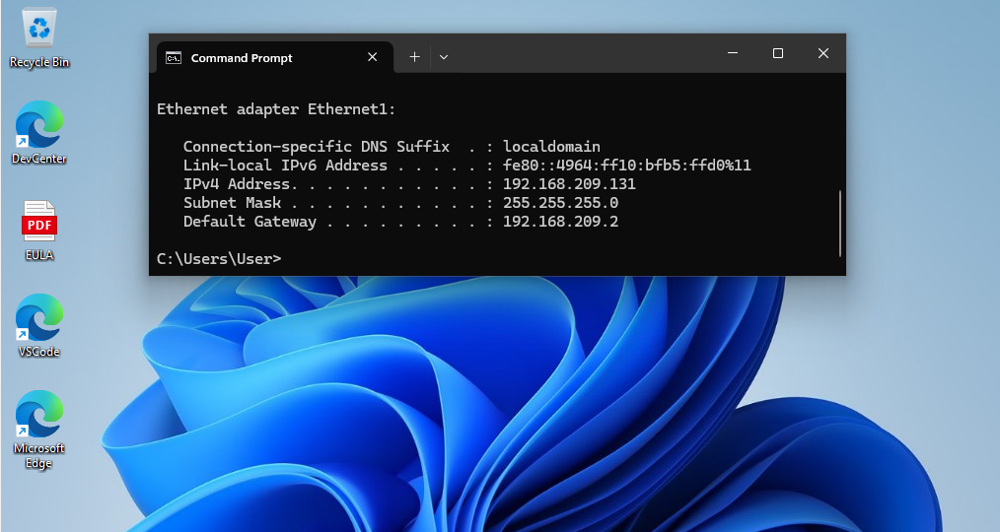 Recycle Bin
DevCenter
PDF
EULA
VSCode
Microsoft
Edge
C:\.
Command Prompt
Ethernet adapter Ethernet1:
Connection-specific DNS Suffix  . : localdomain
Link-local IPv6 Address . . . . . : fe80::4964:ff10:bfb5:ffd0%11
IPv4 Address. . . . . . . . . . . : 192.168.209.131
Subnet Mask . . . . . . . . . . . : 255.255.255.0
Default Gateway . . . . . . . . . : 192.168.209.2
C:\Users\User>